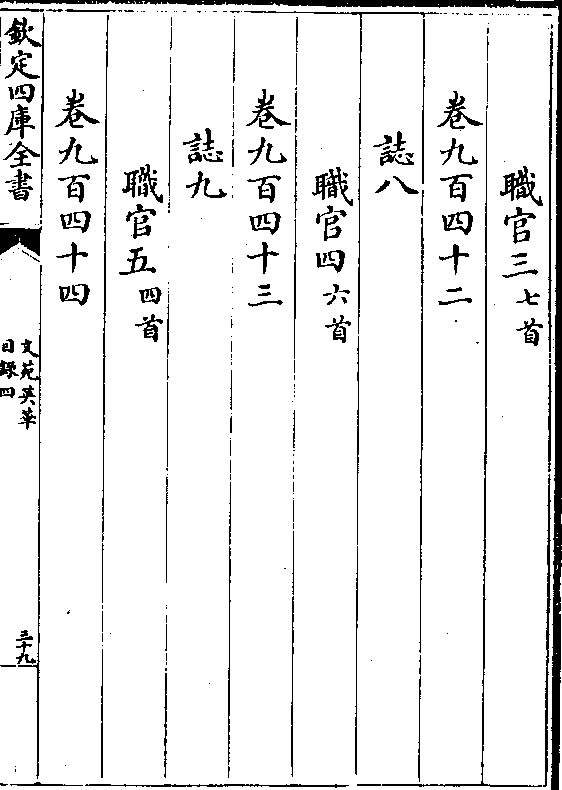 職官三七首
卷九百四十二
誌八
職官四六首
卷九百四十三
誌九
職官五四首
卷九百四十四
欽定四庫全書
文苑英華
目録四
三十九